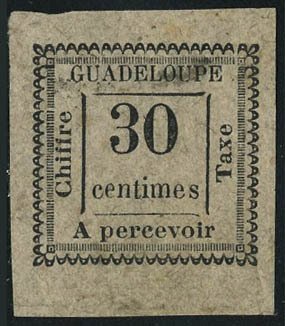 GUADELOUPE
Chiffre
30
centimes
Taxe
A percevoir